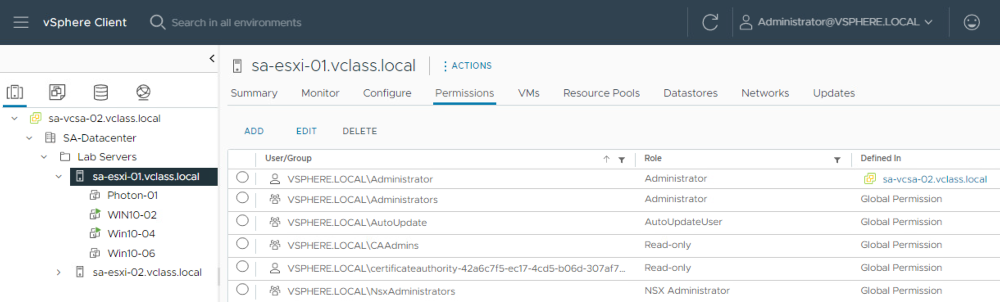 vSphere Client
Search in all environments
Administrator@VSPHERE.LOCAL
sa-vcsa-02.vclass.local
SA-Datacenter
Lab Servers
sa-esxi-01.vclass.local
Photon-01
WIN10-02
Win10-04
Win10-06
sa-esxi-02.vclass.local
sa-esxi-01.vclass.local
ACTIONS
Summary Monitor Configure Permissions VMs Resource Pools Datastores Networks Updates
ADD EDIT DELETE
User/Group Role Defined In
VSPHERE.LOCAL\Administrator Administrator sa-vcsa-02.vclass.local
VSPHERE.LOCAL\Administrators Administrator Global Permission
VSPHERE.LOCAL\AutoUpdate AutoUpdateUser Global Permission
VSPHERE.LOCAL\CAAdmins Read-only Global Permission
VSPHERE.LOCAL\certificateauthority-42a6c7f5-ec17-4cd5-b06d-307af7... Read-only Global Permission
VSPHERE.LOCAL\NsxAdministrators NSX Administrator Global Permission